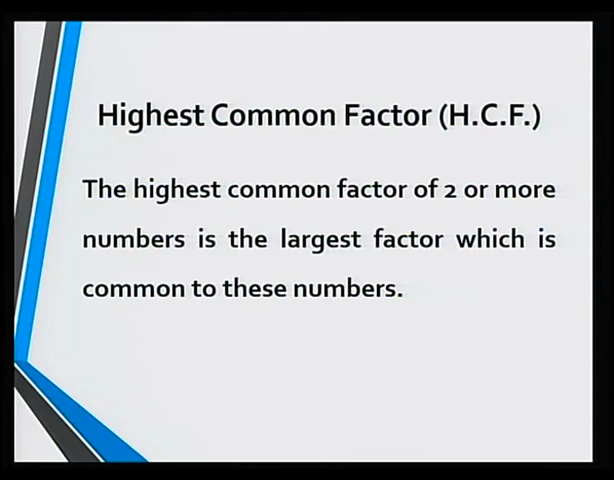 Highest Common Factor (H.C.F.)
The highest common factor of 2 or more
numbers is the largest factor which is
common to these numbers.